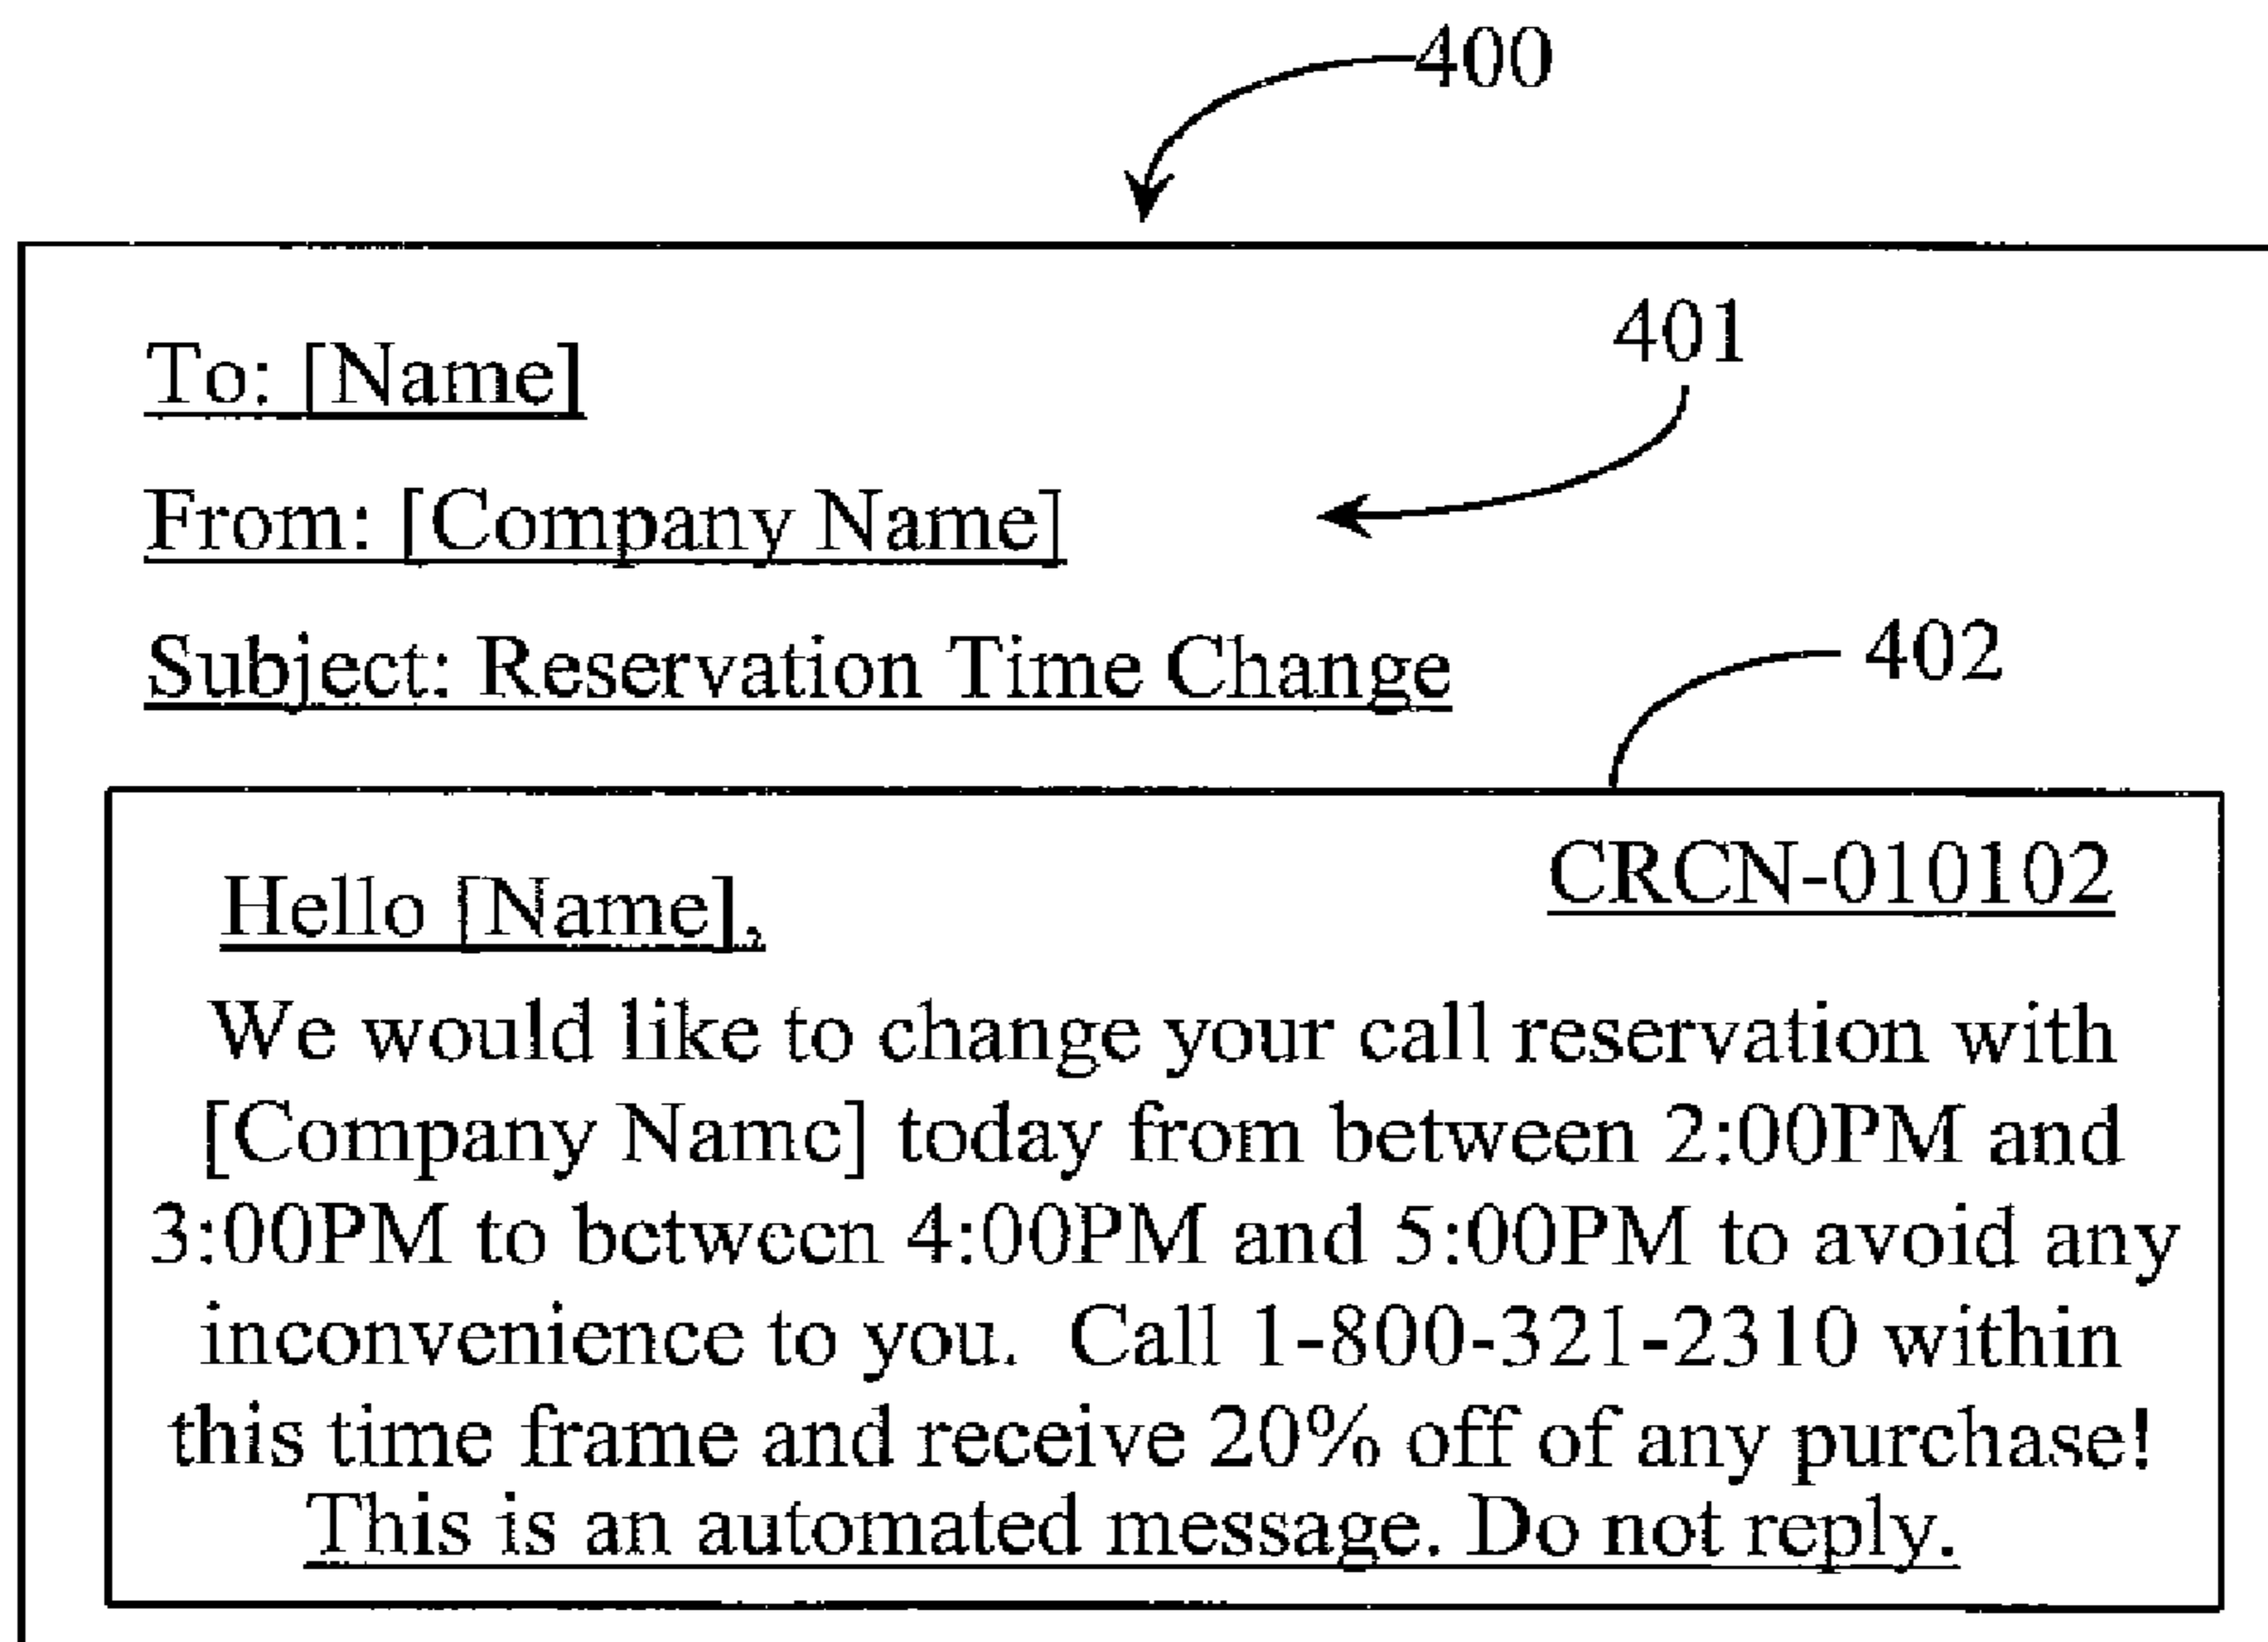 400
401
To: [Name]
From: [Company Name]
402
Subject: Reservation Time Change
CRCN-010102
Hello [Name],
We would like to change your call reservation with
[Company Name] today from between 2:00PM and
3:00PM to between 4:00PM and 5:00PM to avoid any
inconvenience to you.  Call 1-800-321-2310 within
this time frame and receive 20% off of any purchase!
This is an automated message. Do not reply.